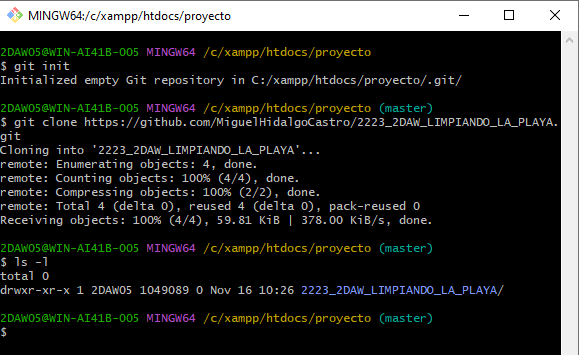 MINGW64:/c/xampp/htdocs/proyecto
2DAW05@WIN-AI41B-005 MINGW64 /c/xampp/htdocs/proyecto
$ git init
Initialized empty Git repository in C:/xampp/htdocs/proyecto/.git/
2DAW05@WIN-AI41B-005 MINGW64 /c/xampp/htdocs/proyecto (master)
$ git clone https://github.com/MiguelHidalgoCastro/2223_2DAW_LIMPIANDO_LA_PLAYA.
git
Cloning into '2223_2DAW_LIMPIANDO_LA_PLAYA'...
remote: Enumerating objects: 4, done.
remote: Counting objects: 100% (4/4), done.
remote: Compressing objects: 100% (2/2), done.
remote: Total 4 (delta 0), reused 4 (delta 0), pack-reused 0
Receiving objects: 100% (4/4), 59.81 KiB | 378.00 KiB/s, done.
2DAW05@WIN-AI41B-005 MINGW64 /c/xampp/htdocs/proyecto (master)
$ ls -l
total 0
drwxr-xr-x 1 2DAW05 1049089 0 Nov 16 10:26 2223_2DAW_LIMPIANDO_LA_PLAYA/
2DAW05@WIN-AI41B-005 MINGW64 /c/xampp/htdocs/proyecto (master)
$